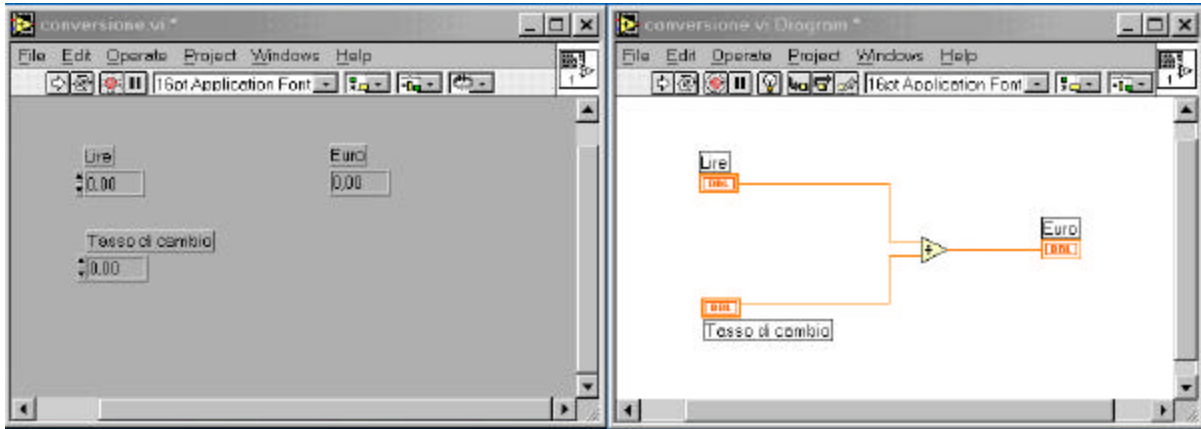 conversione.vi *
File Edit Operate Project Windows Help
16pt Application Font
1
Lire
0.00
Euro
0,00
Tasso di cambio
0.00
conversione.vi Diagram *
File Edit Operate Project Windows Help
16pt Application Font
1
Lire
DBL
Euro
DBL
DBL
Tasso di cambio